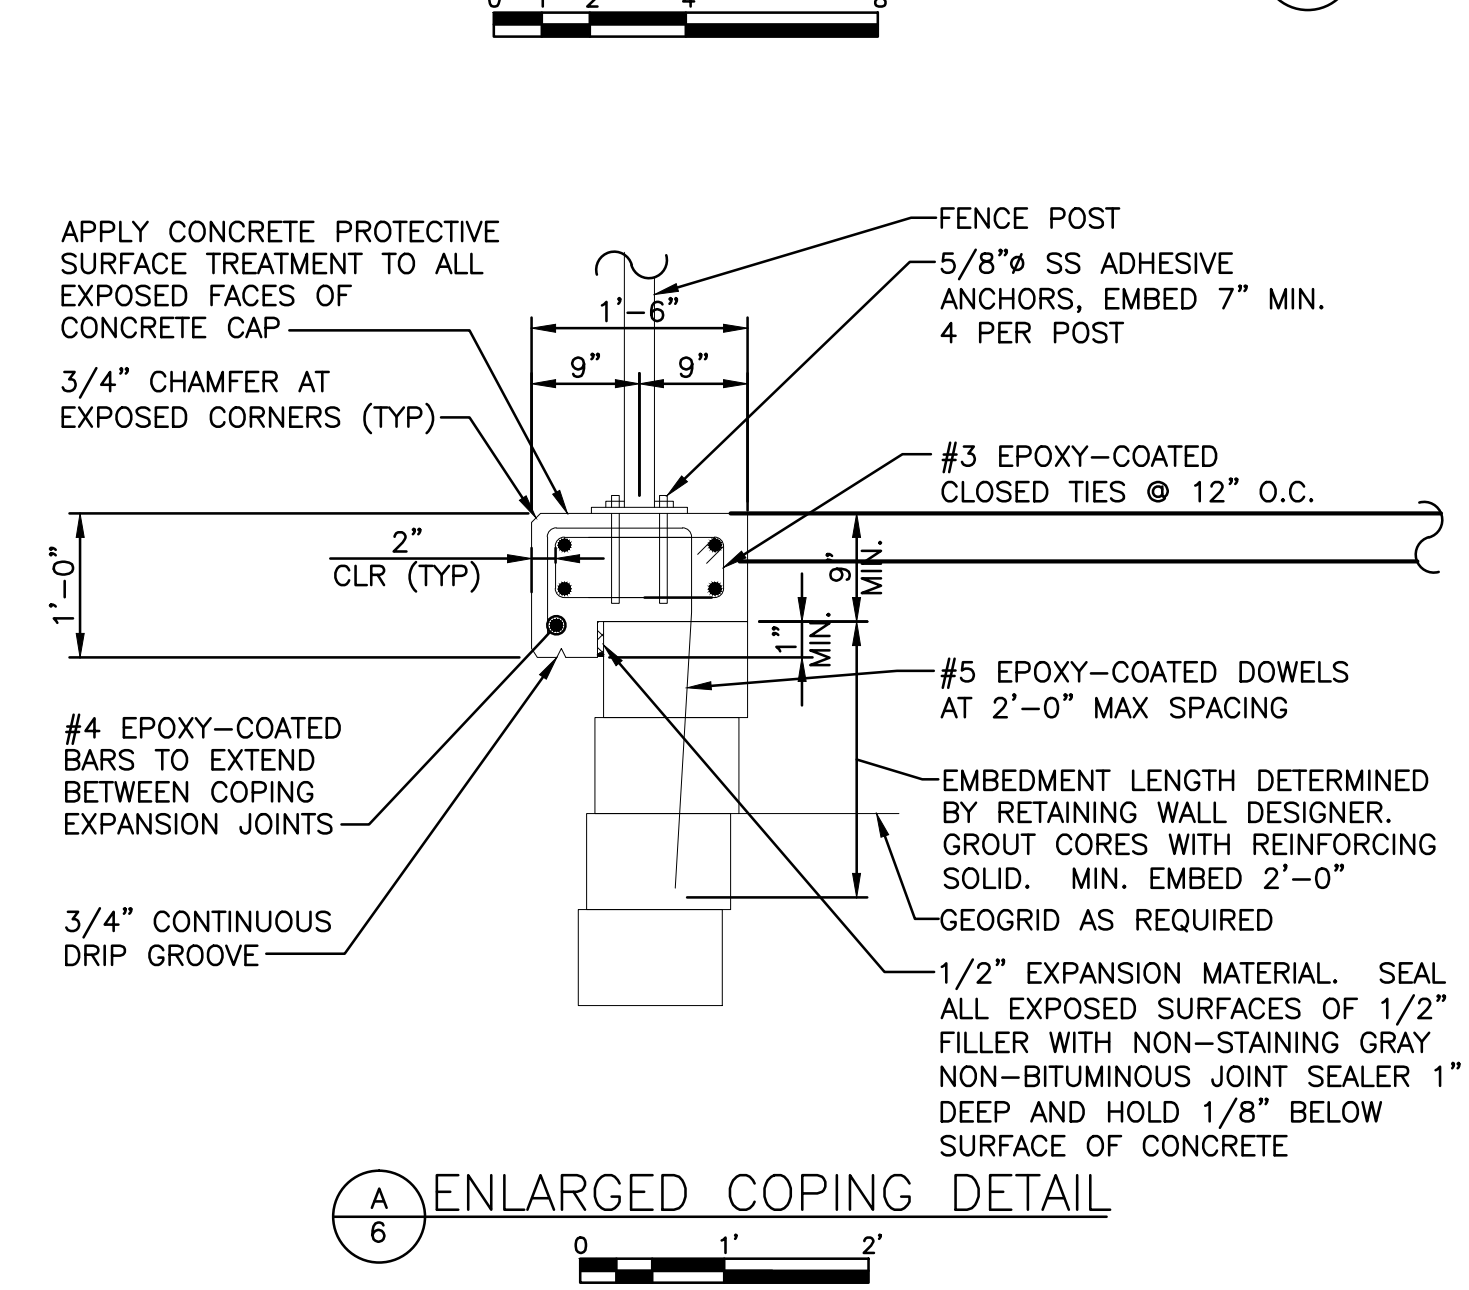 0 1 2 4 8
APPLY CONCRETE PROTECTIVE
SURFACE TREATMENT TO ALL
EXPOSED FACES OF
CONCRETE CAP
3/4" CHAMFER AT
EXPOSED CORNERS (TYP)
FENCE POST
5/8"ø SS ADHESIVE
ANCHORS, EMBED 7" MIN.
4 PER POST
1'-6"
9" 9"
#3 EPOXY-COATED
CLOSED TIES @ 12" O.C.
2"
CLR (TYP)
1'-0"
9"
MIN.
1"
MIN.
#5 EPOXY-COATED DOWELS
AT 2'-0" MAX SPACING
#4 EPOXY-COATED
BARS TO EXTEND
BETWEEN COPING
EXPANSION JOINTS
EMBEDMENT LENGTH DETERMINED
BY RETAINING WALL DESIGNER.
GROUT CORES WITH REINFORCING
SOLID. MIN. EMBED 2'-0"
GEOGRID AS REQUIRED
3/4" CONTINUOUS
DRIP GROOVE
1/2" EXPANSION MATERIAL. SEAL
ALL EXPOSED SURFACES OF 1/2"
FILLER WITH NON-STAINING GRAY
NON-BITUMINOUS JOINT SEALER 1"
DEEP AND HOLD 1/8" BELOW
SURFACE OF CONCRETE
A
6
ENLARGED COPING DETAIL
0 1' 2'